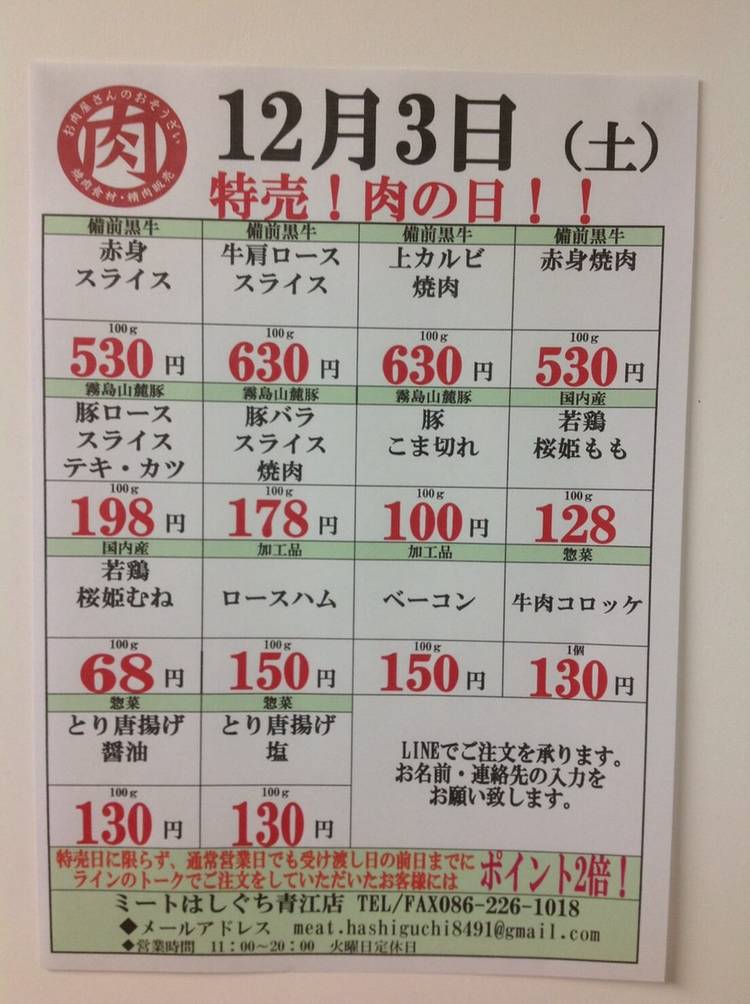 お肉屋さんのおそうざい
肉
焼肉食材・精肉販売
12月3日（土）
特売！肉の日！！
備前黒牛 備前黒牛 備前黒牛 備前黒牛
赤身 牛肩ロース 上カルビ 赤身焼肉
スライス スライス 焼肉
100g 100g 100g 100g
530円 630円 630円 530円
霧島山麓豚 霧島山麓豚 霧島山麓豚 国内産
豚ロース 豚バラ 豚 若鶏
スライス スライス こま切れ 桜姫もも
テキ・カツ 焼肉
100g 100g 100g 100g
198円 178円 100円 128
国内産 加工品 加工品 惣菜
若鶏
桜姫むね ロースハム ベーコン 牛肉コロッケ
100g 100g 100g 1個
68円 150円 150円 130円
惣菜 惣菜
とり唐揚げ とり唐揚げ
醤油 塩
100g 100g
130円 130円
LINEでご注文を承ります。
お名前・連絡先の入力を
お願い致します。
特売日に限らず、通常営業日でも受け渡し日の前日までに
ラインのトークでご注文をしていただいたお客様には ポイント2倍！
ミートはしぐち青江店 TEL/FAX086-226-1018
◆メールアドレス meat.hashiguchi8491@gmail.com
◆営業時間 11：00～20：00 火曜日定休日